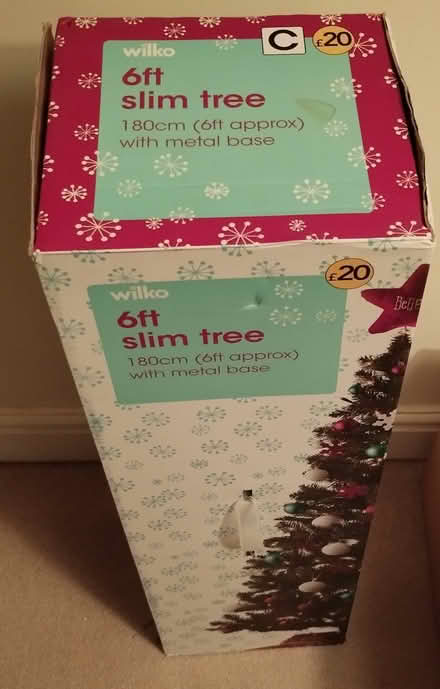 wilko
C
£20
6ft
slim tree
180cm (6ft approx)
with metal base
£20
wilko
6ft
slim tree
180cm (6ft approx)
with metal base